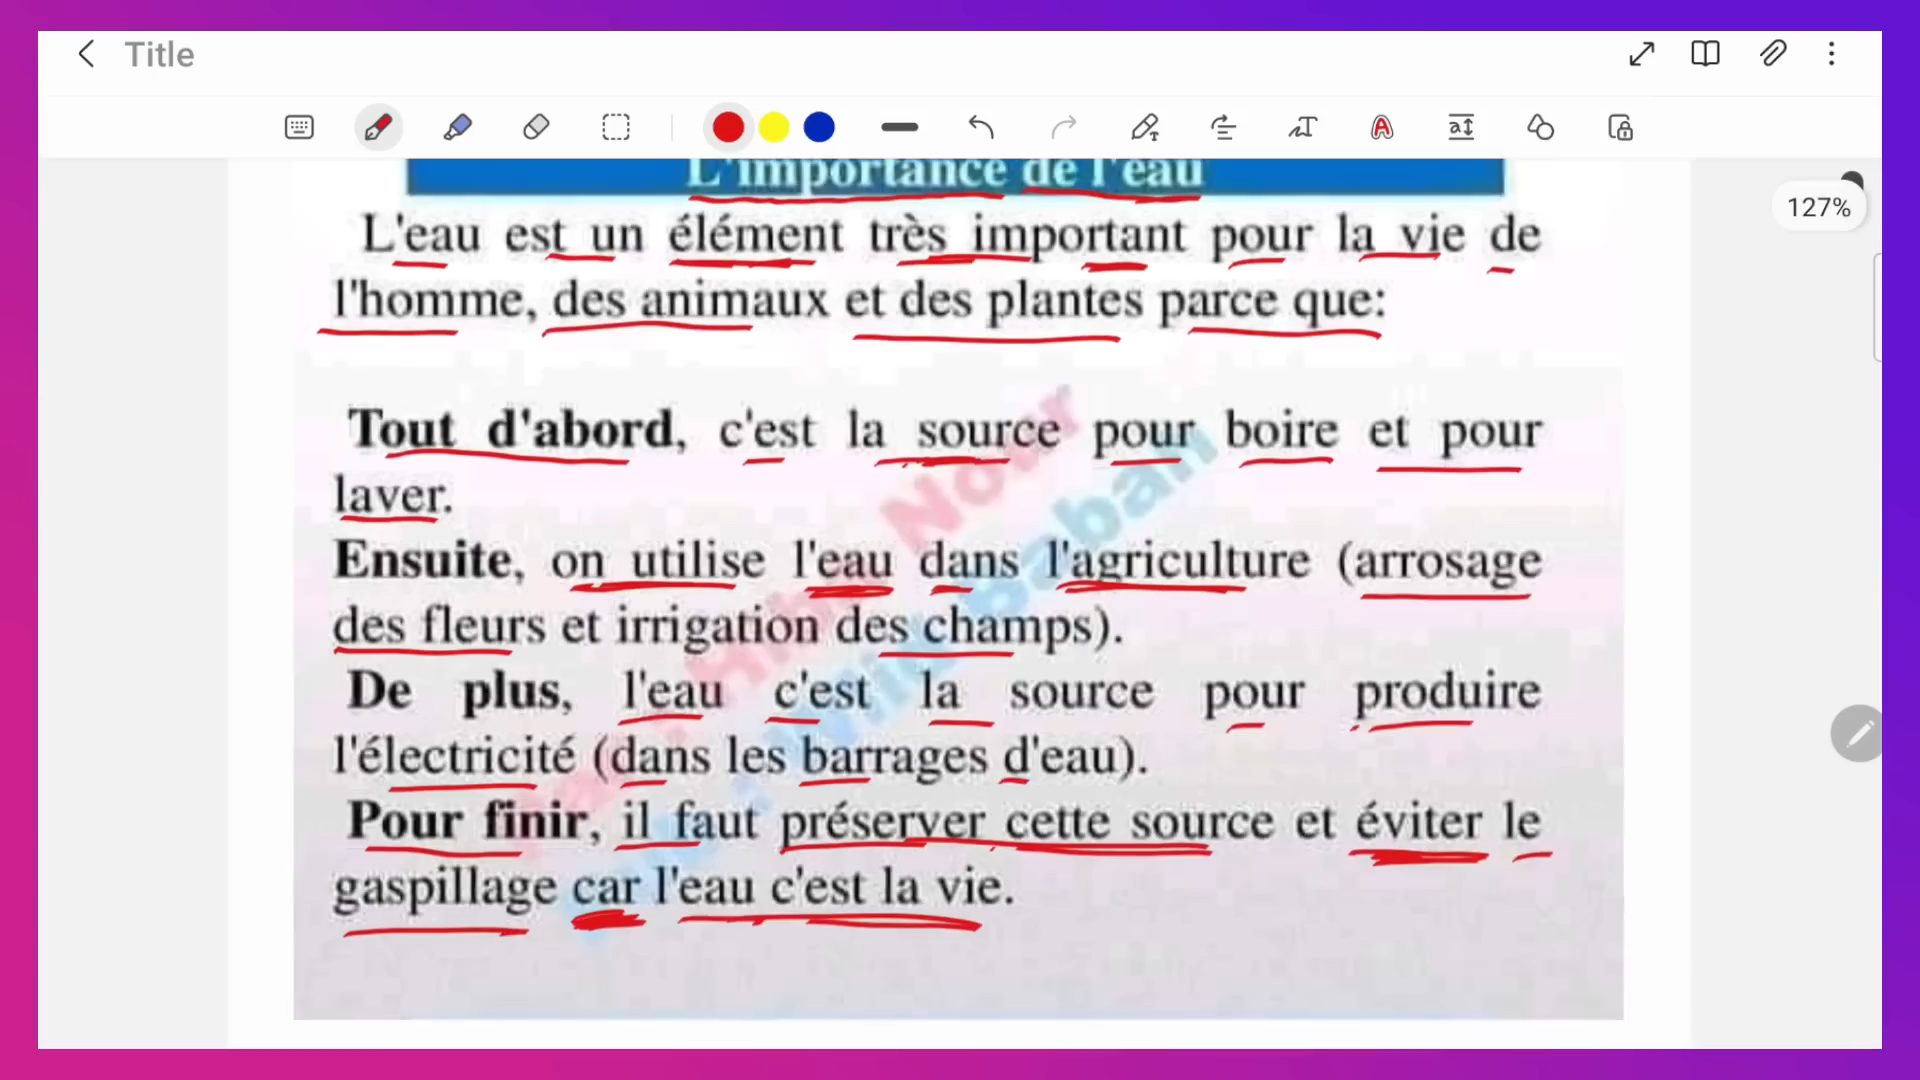 Title
127%
L'importance de l'eau
L'eau est un élément très important pour la vie de
l'homme, des animaux et des plantes parce que:
Tout d'abord, c'est la source pour boire et pour
laver.
Ensuite, on utilise l'eau dans l'agriculture (arrosage
des fleurs et irrigation des champs).
De plus, l'eau c'est la source pour produire
l'électricité (dans les barrages d'eau).
Pour finir, il faut préserver cette source et éviter le
gaspillage car l'eau c'est la vie.
Nour